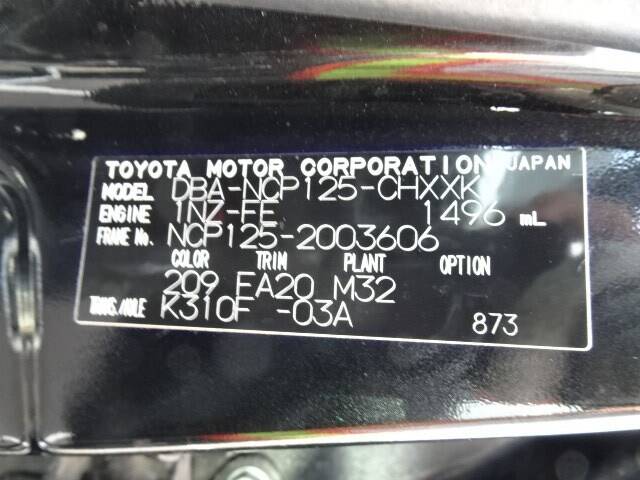 TOYOTA MOTOR CORPORATION JAPAN
MODEL DBA-NCP125-CHXXK
ENGINE 1NZ-FE 1496 mL
FRAME No. NCP125-2003606
COLOR TRIM PLANT OPTION
209 FA20 M32
TRANS./AXLE K310F -03A
873